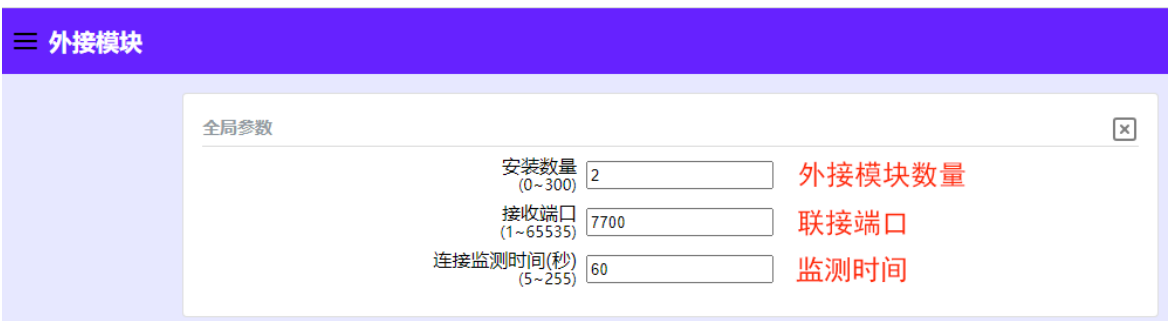 外接模块
全局参数
安装数量 2 外接模块数量
(0~300)
接收端口 7700 联接端口
(1~65535)
连接监测时间(秒) 60 监测时间
(5~255)